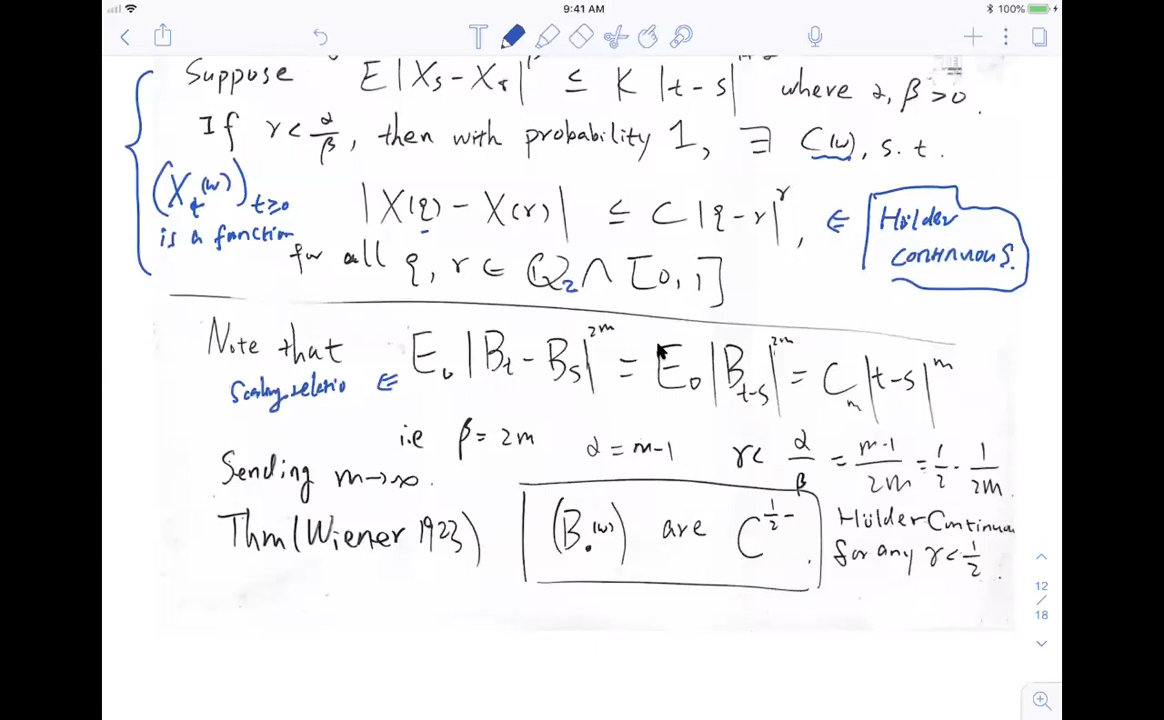 9:41 AM
100%
Suppose E|X_s - X_t|^β ≤ K |t-s|^{1+α} where α, β > 0.
If γ < α/β, then with probability 1, ∃ C(ω), s.t.
(X_t(ω))_{t≥0}
is a function
|X(q) - X(r)| ≤ C |q-r|^γ,
Hölder
continuous.
for all q, r ∈ Q_2 ∩ [0,1]
Note that E_0 |B_t - B_s|^{2m} = E_0 |B_{t-s}|^{2m} = C_m |t-s|^m
Scaling relatio
i.e β = 2m α = m-1 γ < α/β = (m-1)/2m = 1/2 - 1/2m
Sending m→∞.
Thm (Wiener 1923) (B.(ω)) are C^{1/2 -}.
Hölder Continuou
for any γ < 1/2.
12
/
18